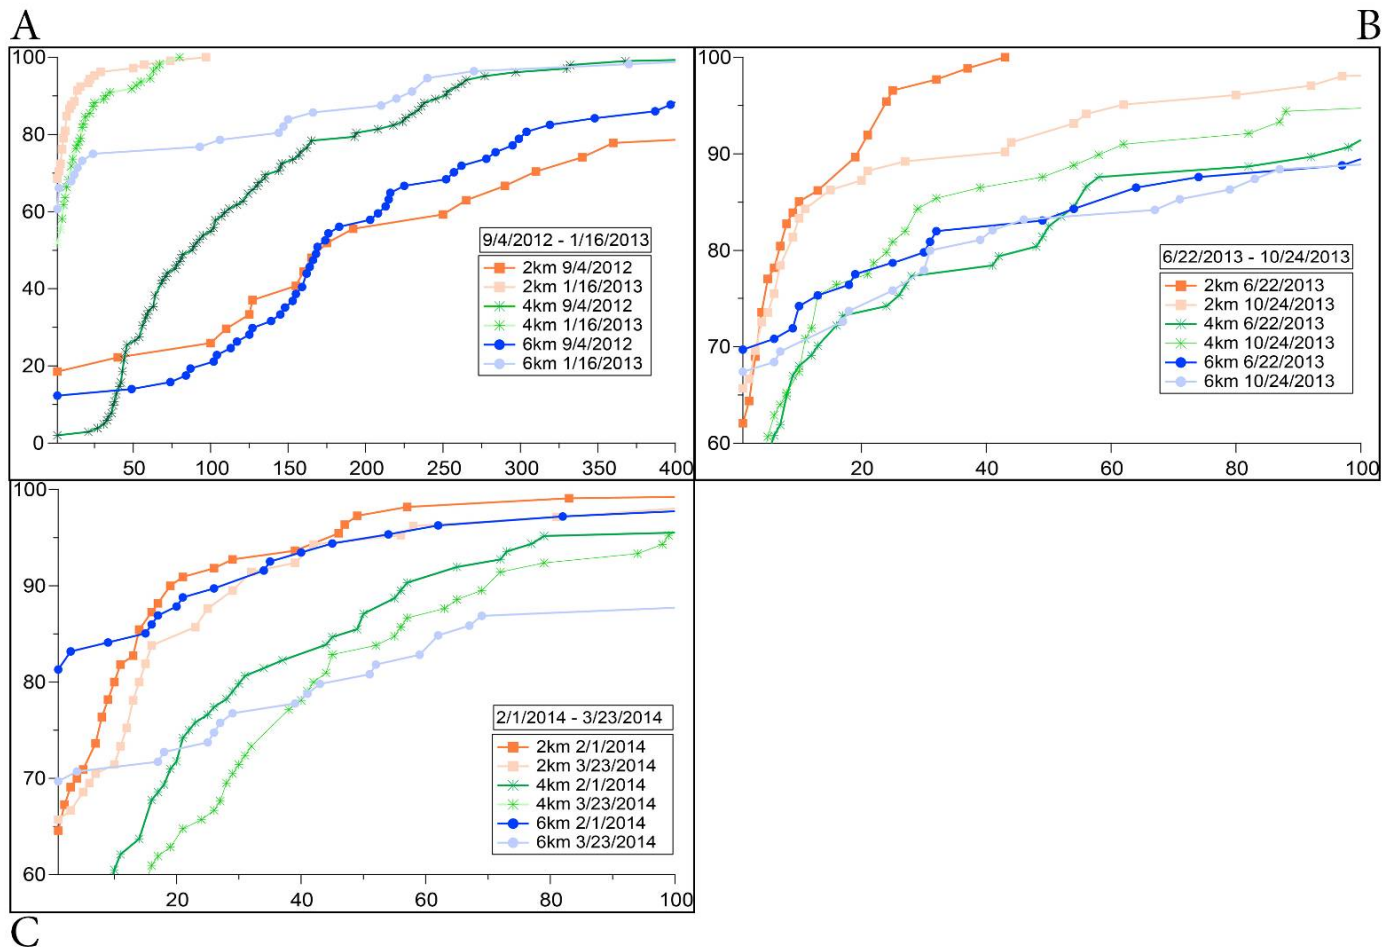 A
B
100
80
60
40
20
0
50
100
150
200
250
300
350
400
9/4/2012 - 1/16/2013
2km 9/4/2012
2km 1/16/2013
4km 9/4/2012
4km 1/16/2013
6km 9/4/2012
6km 1/16/2013
100
90
80
70
60
20
40
60
80
100
6/22/2013 - 10/24/2013
2km 6/22/2013
2km 10/24/2013
4km 6/22/2013
4km 10/24/2013
6km 6/22/2013
6km 10/24/2013
100
90
80
70
60
20
40
60
80
100
2/1/2014 - 3/23/2014
2km 2/1/2014
2km 3/23/2014
4km 2/1/2014
4km 3/23/2014
6km 2/1/2014
6km 3/23/2014
C